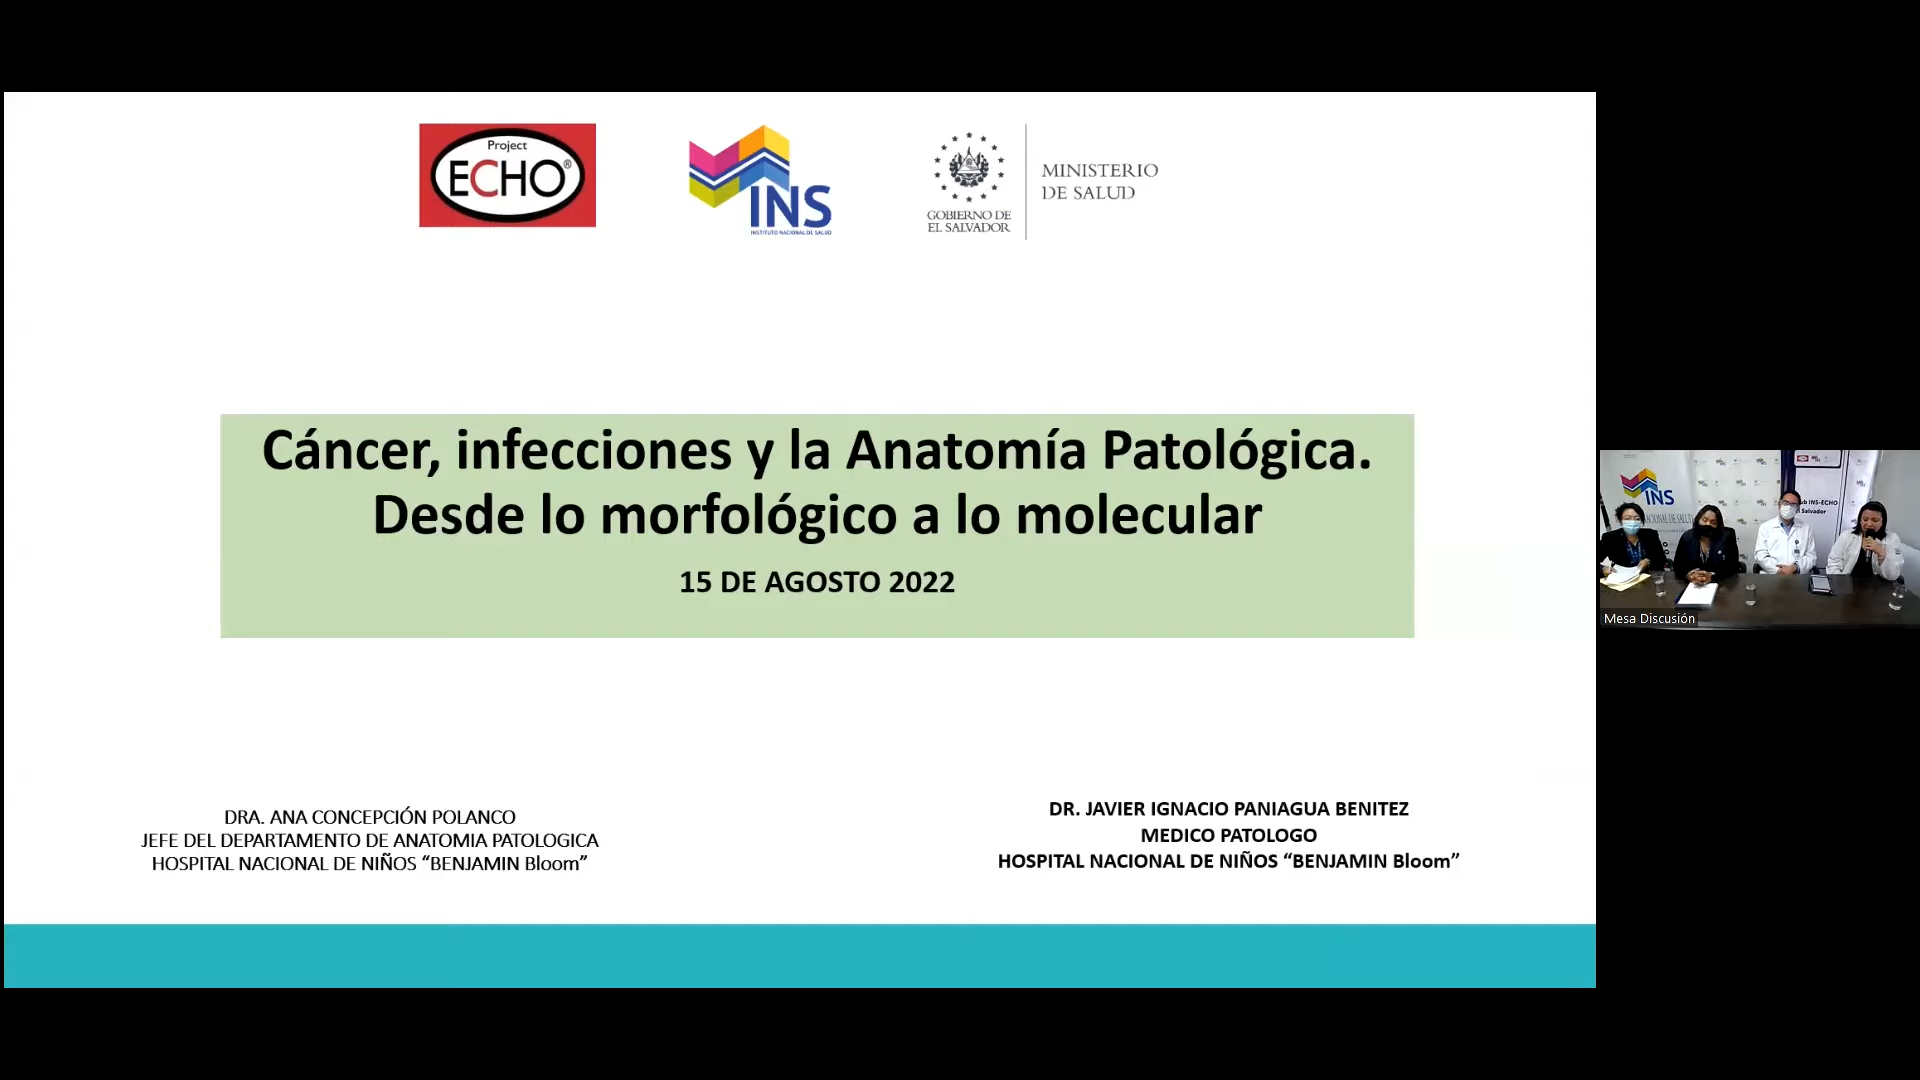 Project
ECHO®
INS
INSTITUTO NACIONAL DE SALUD
GOBIERNO DE
EL SALVADOR
MINISTERIO
DE SALUD
Cáncer, infecciones y la Anatomía Patológica.
Desde lo morfológico a lo molecular
15 DE AGOSTO 2022
DRA. ANA CONCEPCIÓN POLANCO
JEFE DEL DEPARTAMENTO DE ANATOMIA PATOLOGICA
HOSPITAL NACIONAL DE NIÑOS “BENJAMIN Bloom”
DR. JAVIER IGNACIO PANIAGUA BENITEZ
MEDICO PATOLOGO
HOSPITAL NACIONAL DE NIÑOS “BENJAMIN Bloom”
INS
INS-ECHO
Salvador
Mesa Discusión